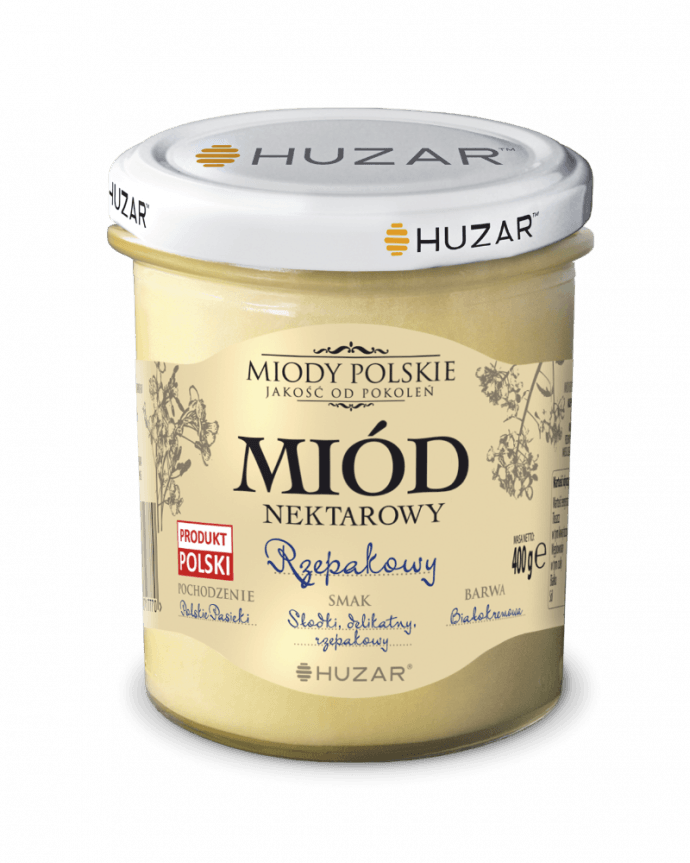 HUZAR™
HUZAR™
HUZAR™
MIODY POLSKIE
JAKOŚĆ OD POKOLEŃ
MIÓD
NEKTAROWY
Rzepakowy
PRODUKT
POLSKI
MASA NETTO:
400 g e
POCHODZENIE
Polskie Pasieki
SMAK
Słodki, delikatny,
rzepakowy
BARWA
Białokremowa
HUZAR®